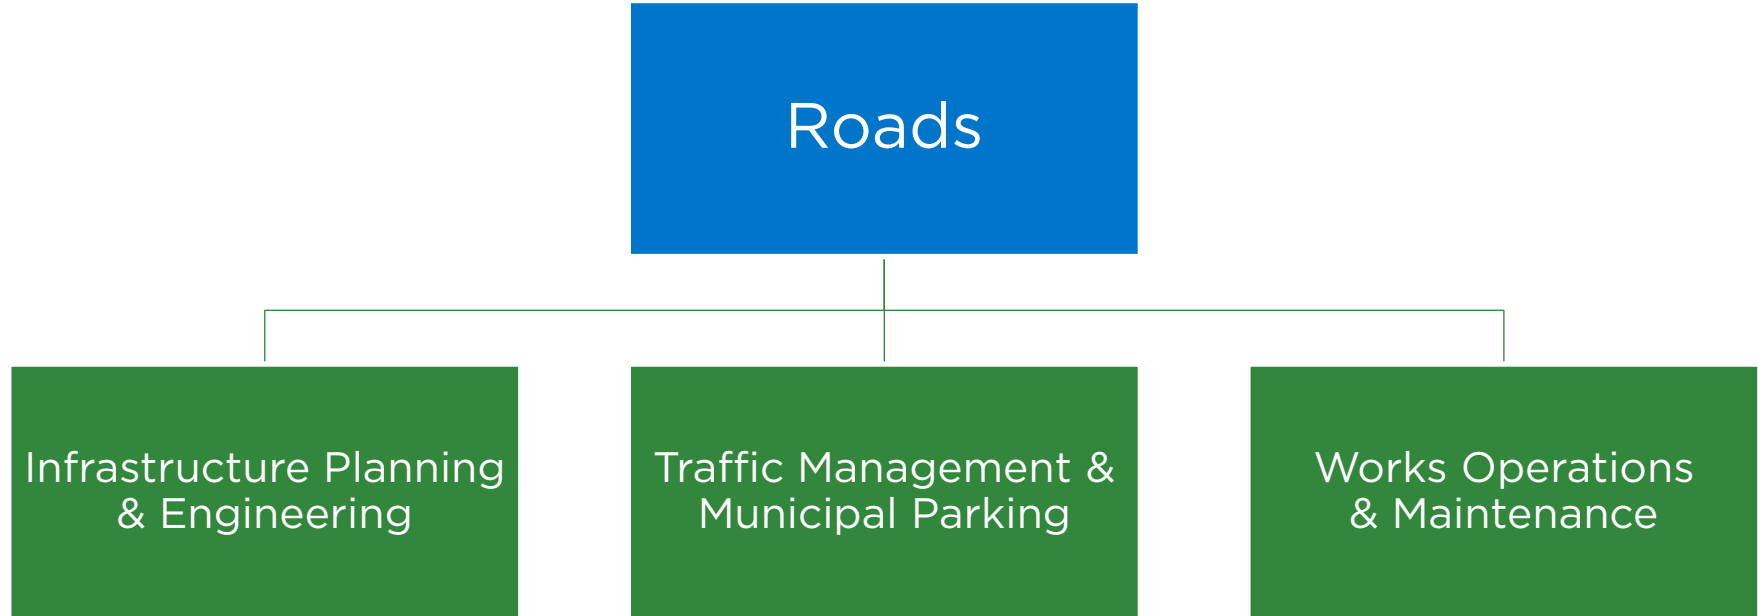 Roads
Infrastructure Planning
& Engineering
Traffic Management &
Municipal Parking
Works Operations
& Maintenance